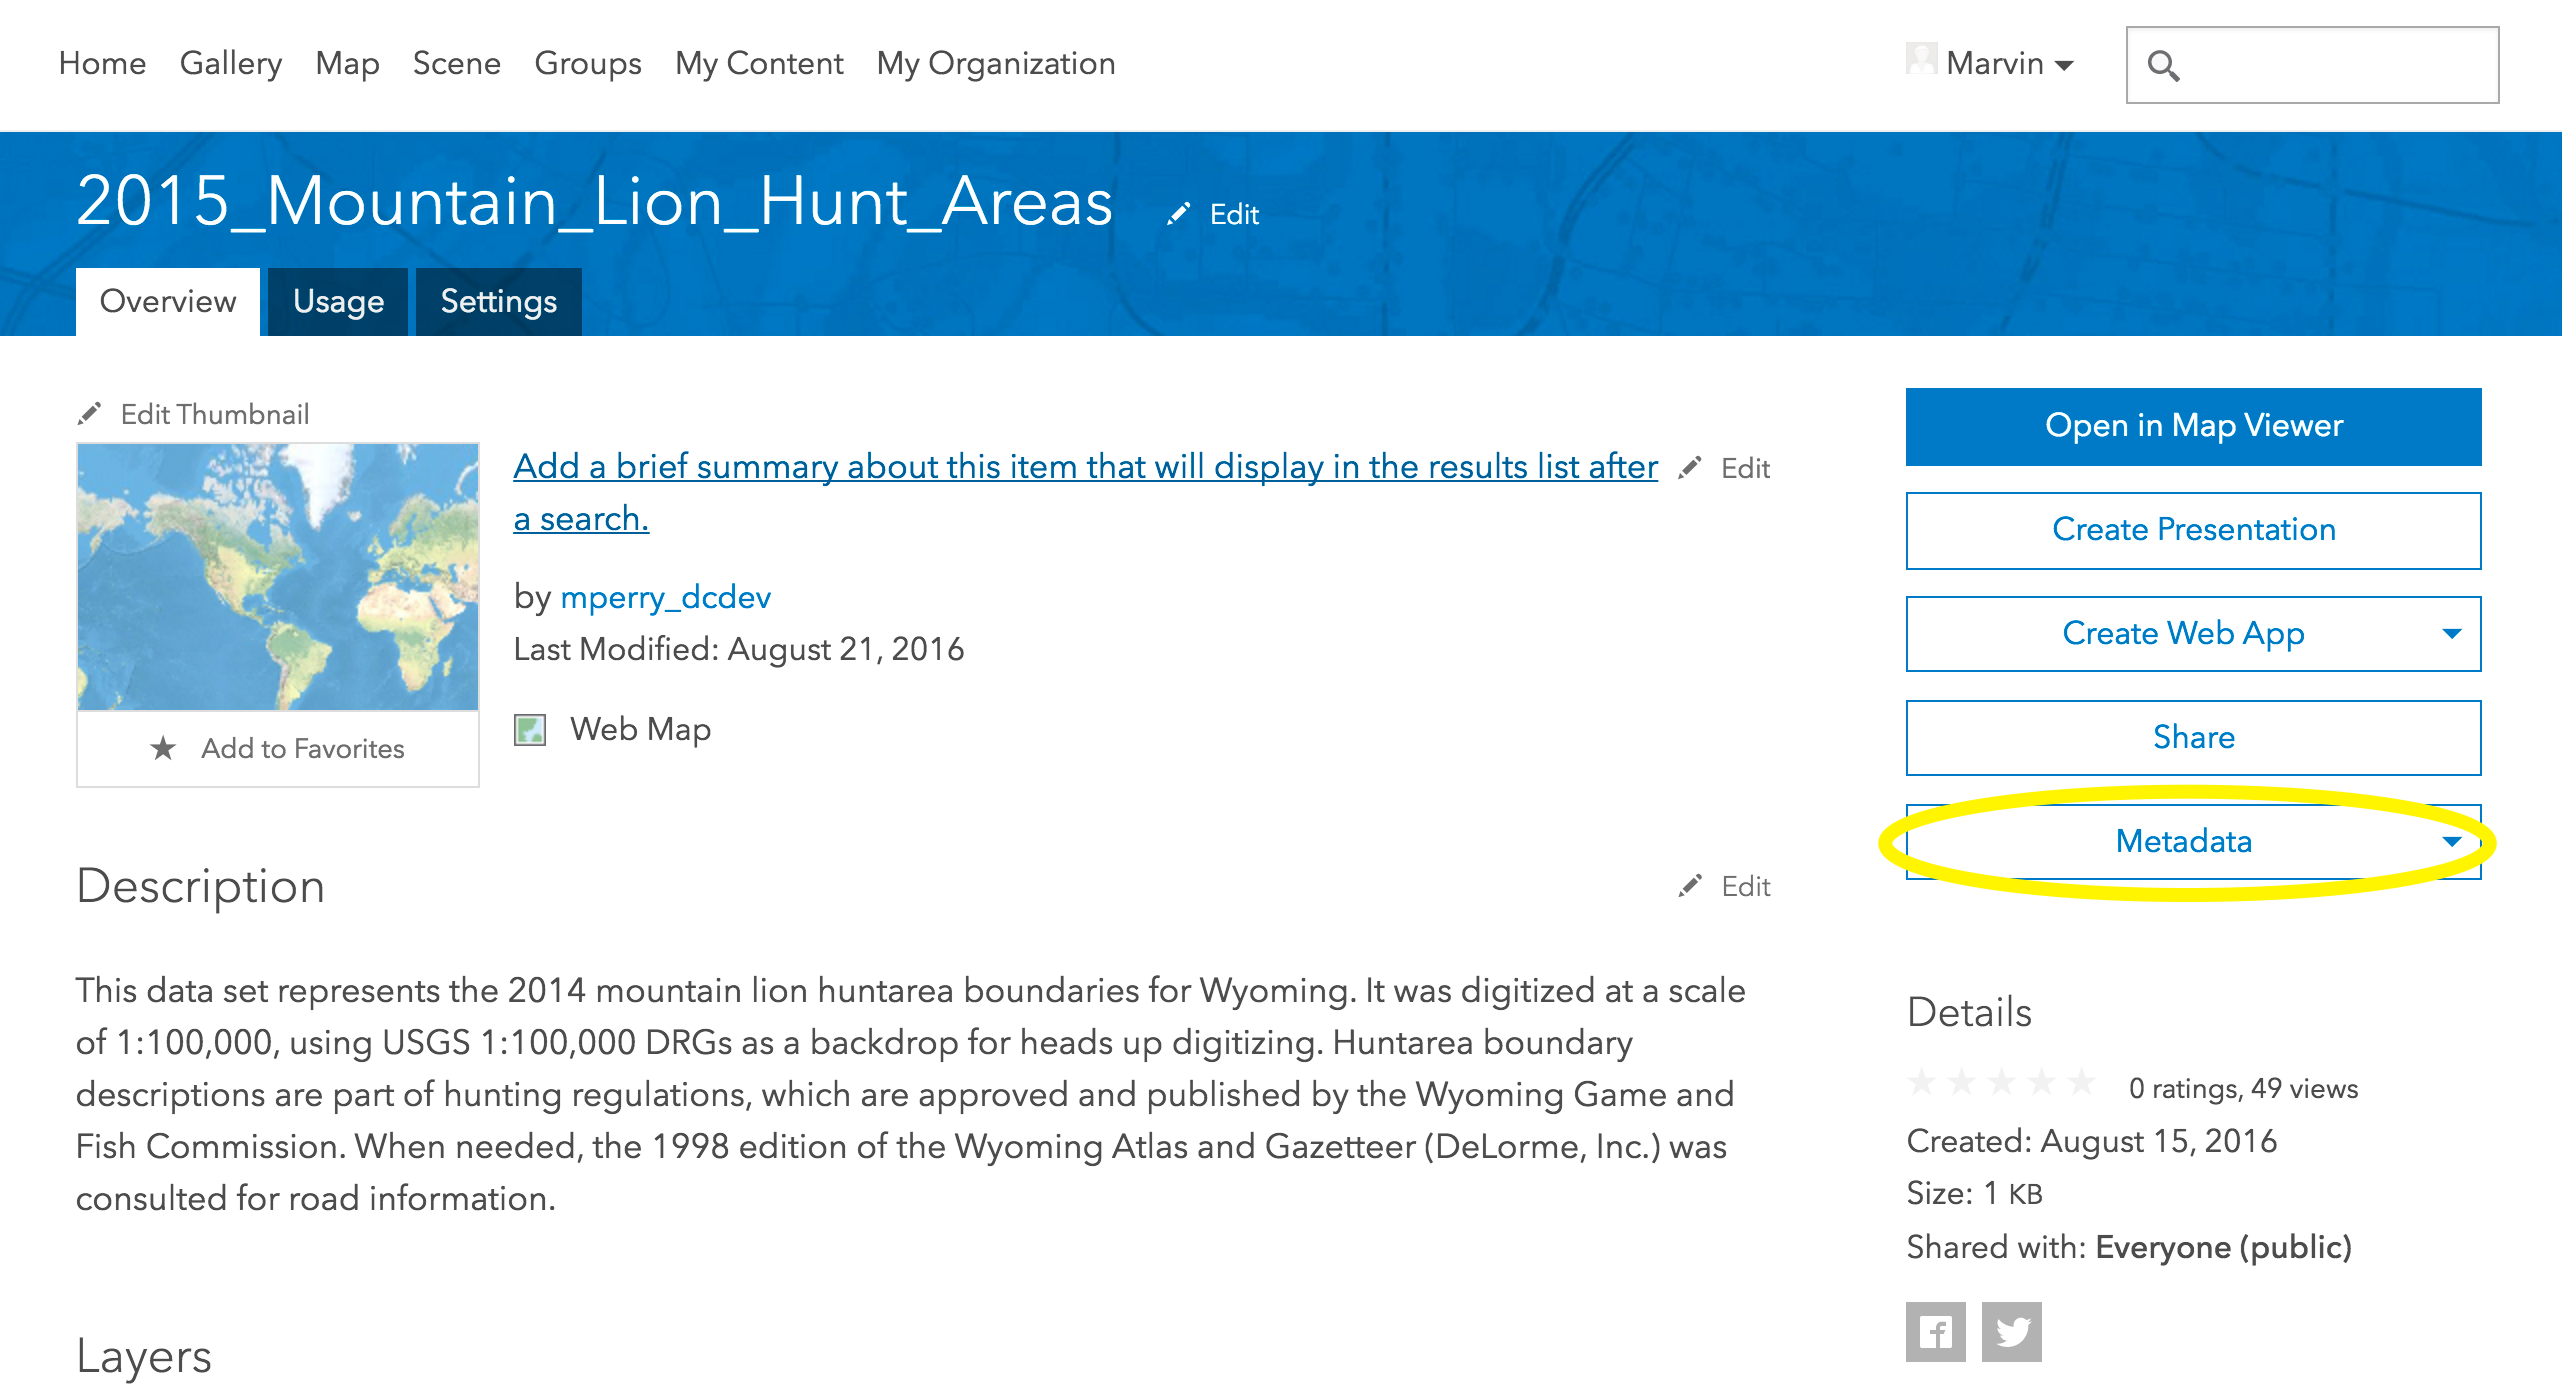 Home Gallery Map Scene Groups My Content My Organization Marvin
2015_Mountain_Lion_Hunt_Areas Edit
Overview Usage Settings
Edit Thumbnail
Add to Favorites
Add a brief summary about this item that will display in the results list after Edit
a search.
by mperry_dcdev
Last Modified: August 21, 2016
Web Map
Description Edit
This data set represents the 2014 mountain lion huntarea boundaries for Wyoming. It was digitized at a scale
of 1:100,000, using USGS 1:100,000 DRGs as a backdrop for heads up digitizing. Huntarea boundary
descriptions are part of hunting regulations, which are approved and published by the Wyoming Game and
Fish Commission. When needed, the 1998 edition of the Wyoming Atlas and Gazetteer (DeLorme, Inc.) was
consulted for road information.
Layers
Open in Map Viewer
Create Presentation
Create Web App
Share
Metadata
Details
0 ratings, 49 views
Created: August 15, 2016
Size: 1 KB
Shared with: Everyone (public)